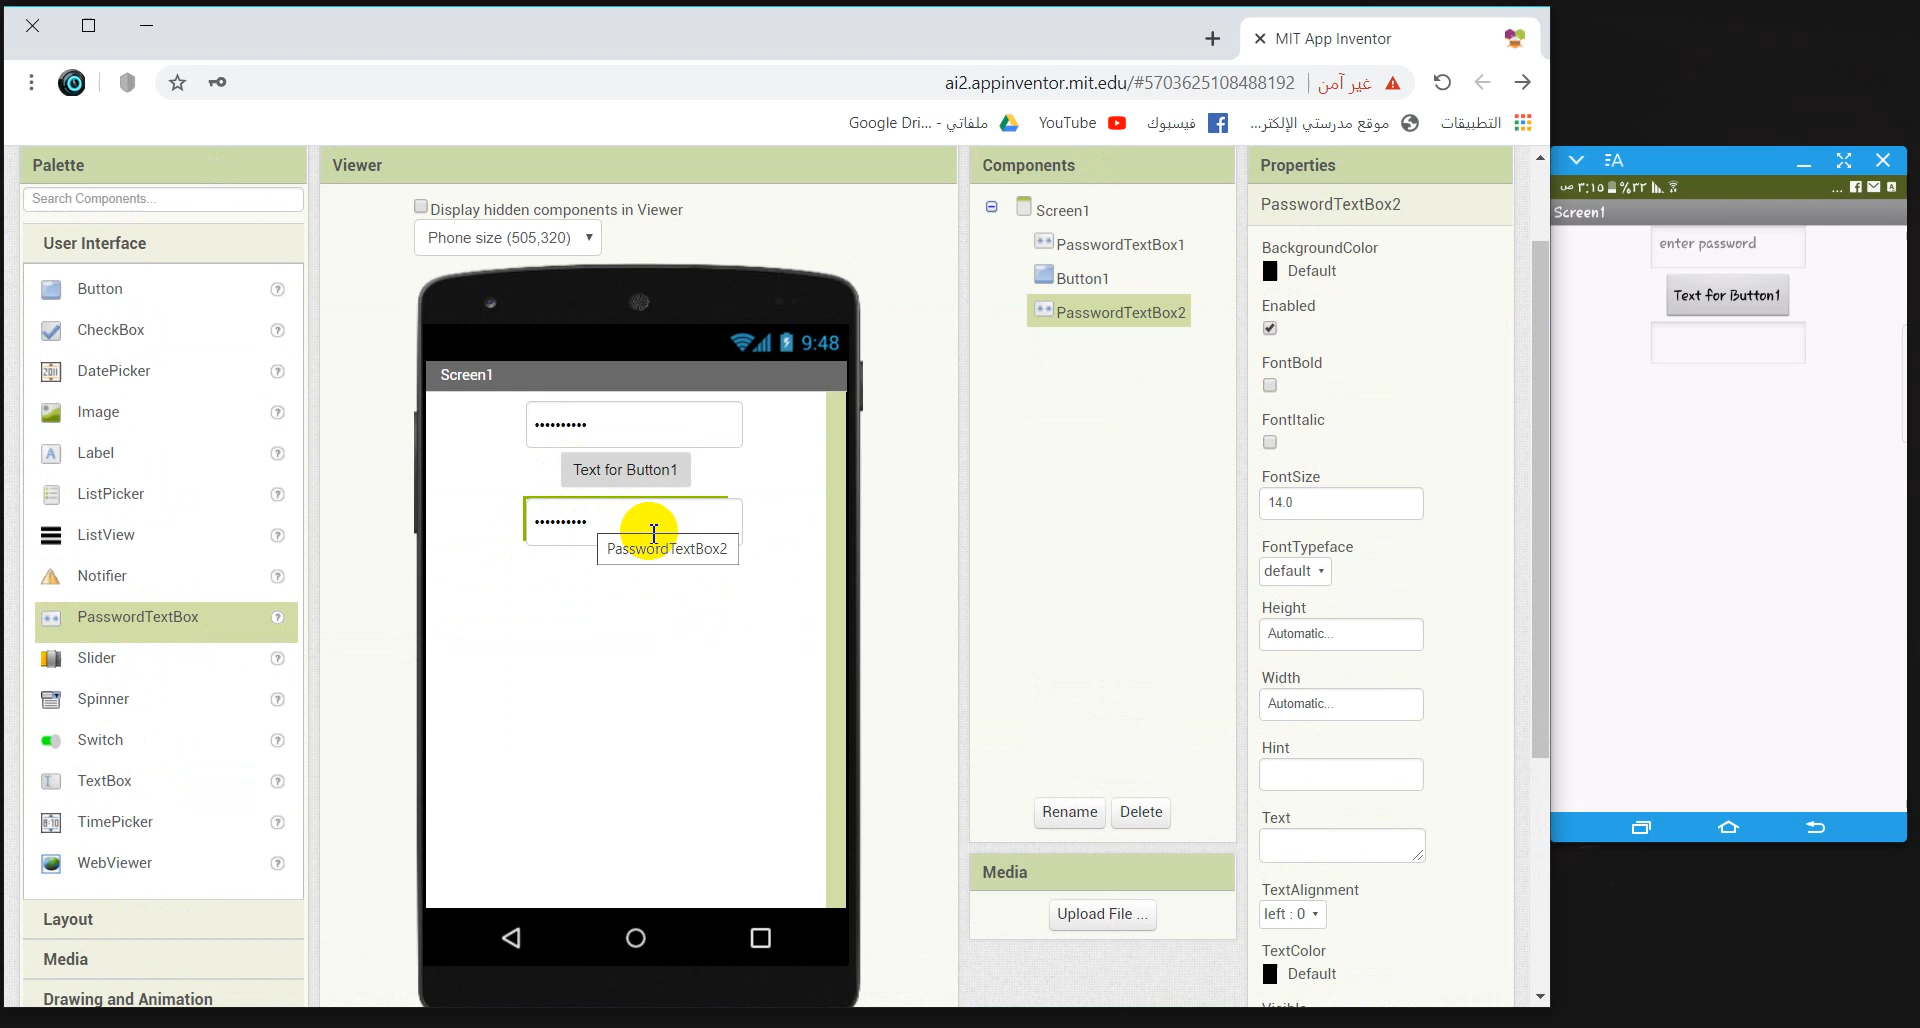 MIT App Inventor
ai2.appinventor.mit.edu/#5703625108488192
غير آمن
التطبيقات
موقع مدرستي الإلكتر...
فيسبوك
YouTube
ملفاتي - Google Dri...
Palette
Search Components...
User Interface
Button
CheckBox
DatePicker
Image
Label
ListPicker
ListView
Notifier
PasswordTextBox
Slider
Spinner
Switch
TextBox
TimePicker
WebViewer
Layout
Media
Drawing and Animation
Viewer
Display hidden components in Viewer
Phone size (505,320)
9:48
Screen1
••••••••••
Text for Button1
••••••••••
PasswordTextBox2
Components
Screen1
PasswordTextBox1
Button1
PasswordTextBox2
Rename
Delete
Media
Upload File ...
Properties
PasswordTextBox2
BackgroundColor
Default
Enabled
FontBold
FontItalic
FontSize
14.0
FontTypeface
default
Height
Automatic...
Width
Automatic...
Hint
Text
TextAlignment
left : 0
TextColor
Default
٣:١٥ ص
٣٢%
Screen1
enter password
Text for Button1